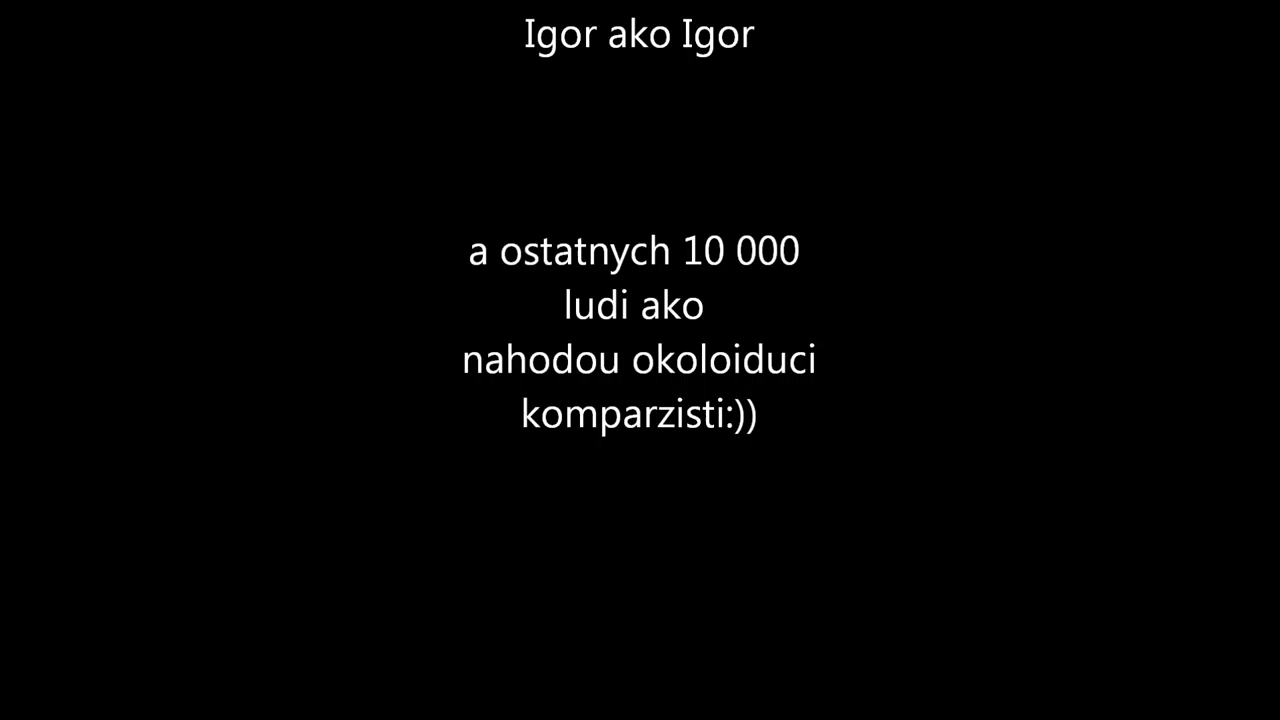 Igor ako Igor
a ostatnych 10 000
ludi ako
nahodou okoloiduci
komparzisti:))